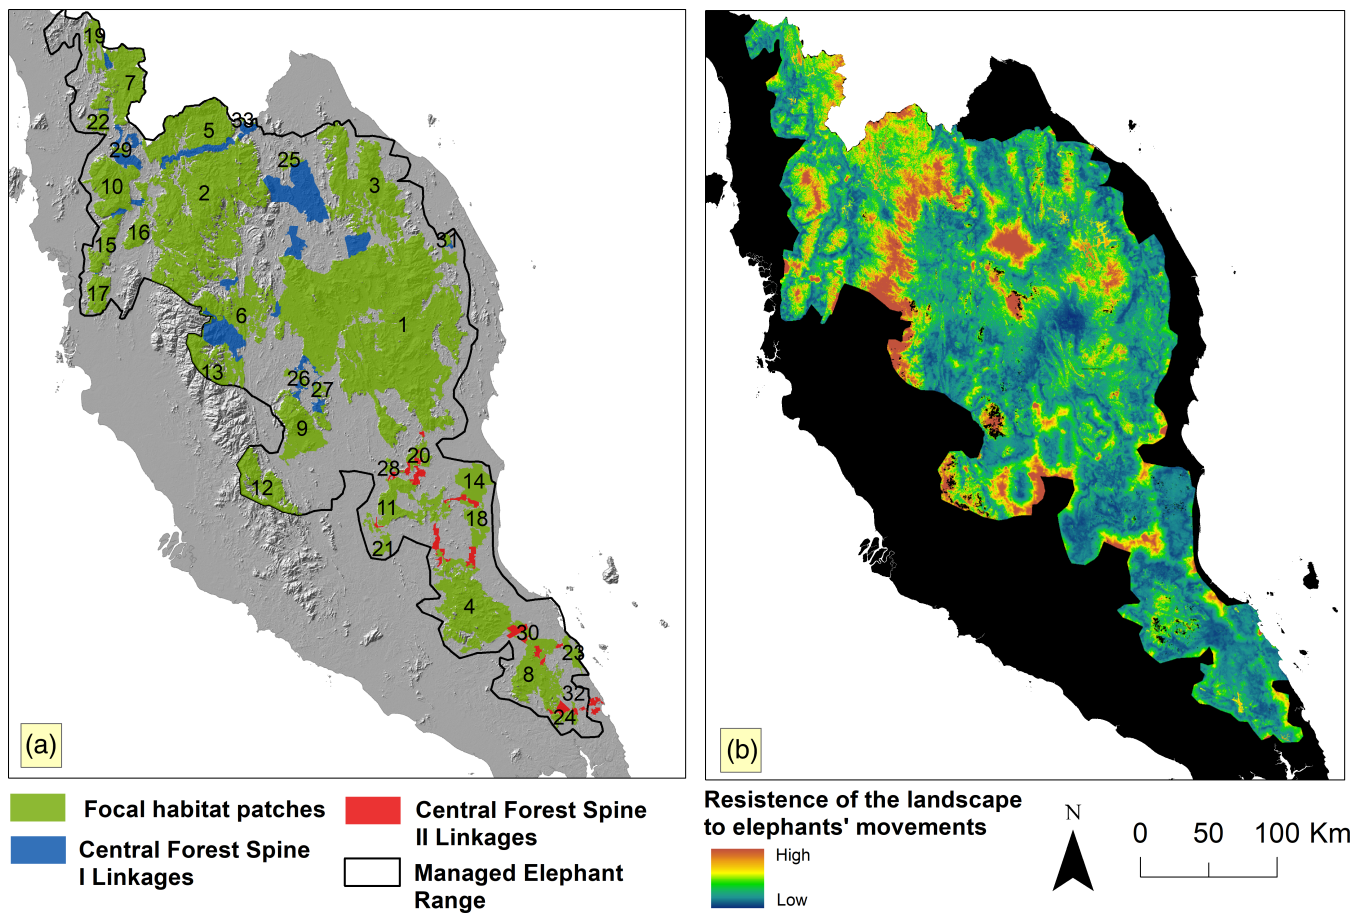 19
7
22
5
33
29
25
10
2
3
16
15
31
17
6
1
13
26
27
9
20
28
12
14
11
18
21
4
30
23
8
32
24
(a)
(b)
Focal habitat patches
Central Forest Spine
I Linkages
Central Forest Spine
II Linkages
Managed Elephant
Range
Resistence of the landscape
to elephants' movements
High
Low
N
0 50 100 Km